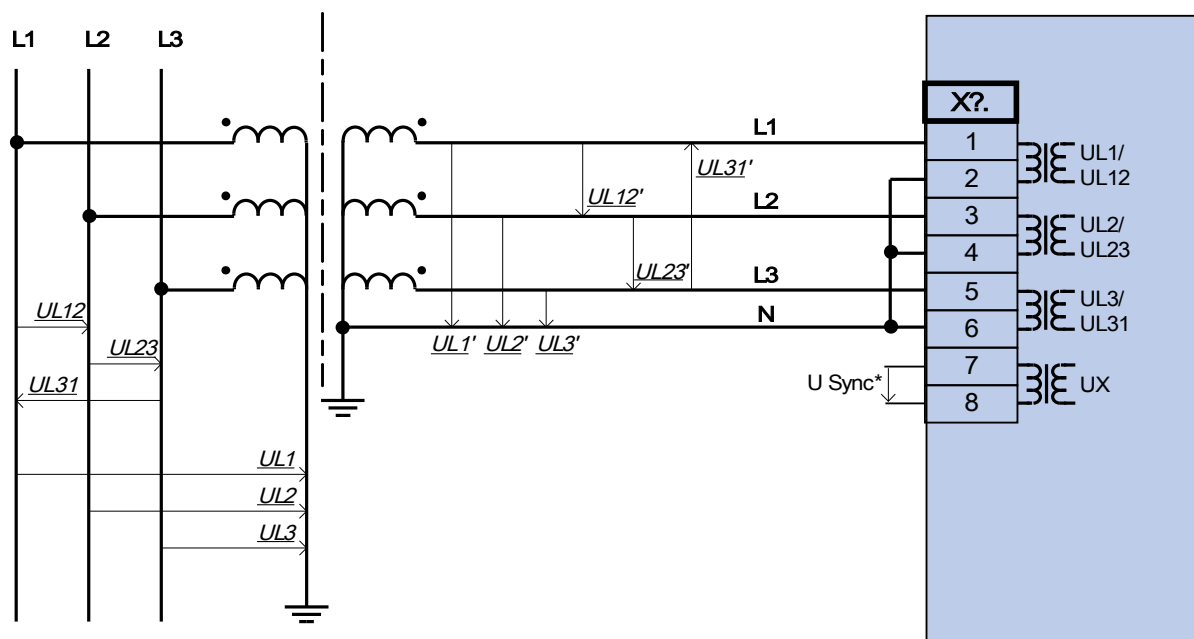 L1 L2 L3
X?.
L1
1
UL1/
UL12
2
UL31'
UL12'
L2
3
UL2/
UL23
4
UL23'
L3
5
UL3/
UL31
6
N
UL12
UL1' UL2' UL3'
UL23
7
U Sync*
UX
8
UL31
UL1
UL2
UL3